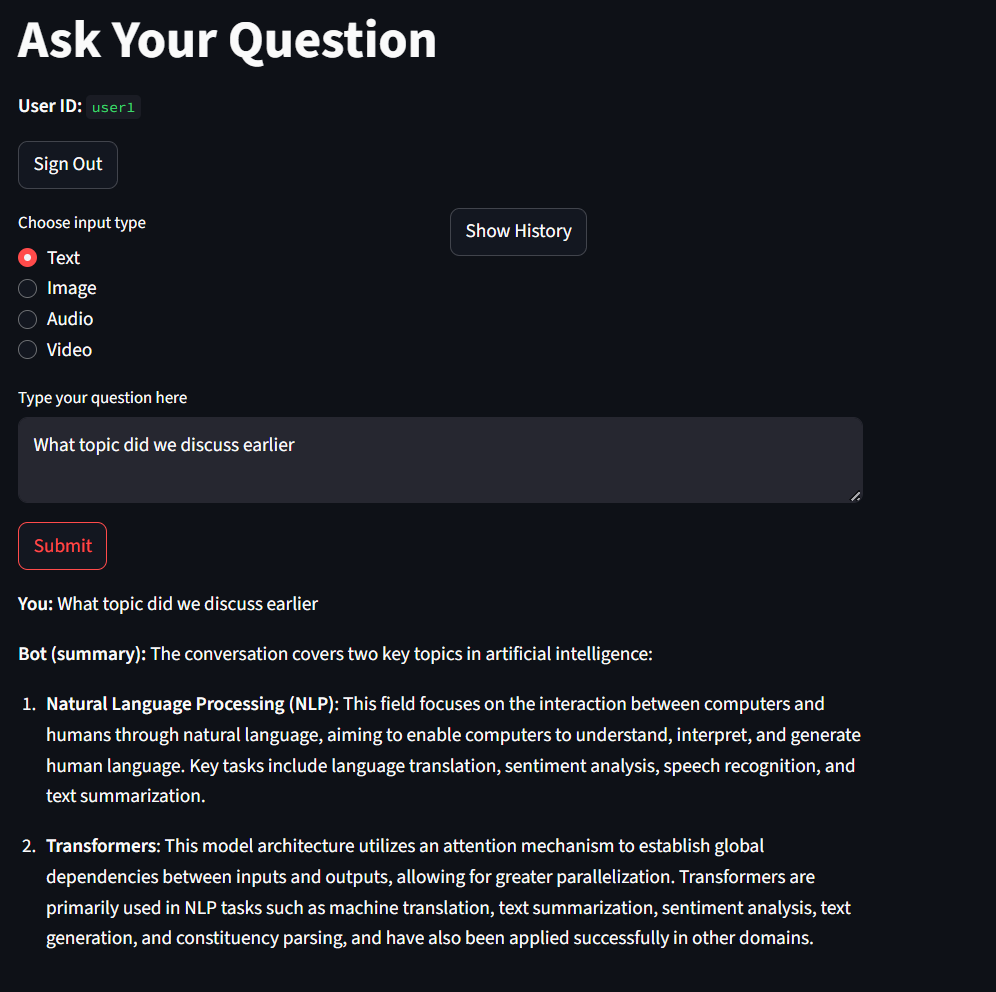 Ask Your Question
User ID: user1
Sign Out
Choose input type
Show History
Text
Image
Audio
Video
Type your question here
What topic did we discuss earlier
Submit
You: What topic did we discuss earlier
Bot (summary): The conversation covers two key topics in artificial intelligence:
1. Natural Language Processing (NLP): This field focuses on the interaction between computers and
humans through natural language, aiming to enable computers to understand, interpret, and generate
human language. Key tasks include language translation, sentiment analysis, speech recognition, and
text summarization.
2. Transformers: This model architecture utilizes an attention mechanism to establish global
dependencies between inputs and outputs, allowing for greater parallelization. Transformers are
primarily used in NLP tasks such as machine translation, text summarization, sentiment analysis, text
generation, and constituency parsing, and have also been applied successfully in other domains.